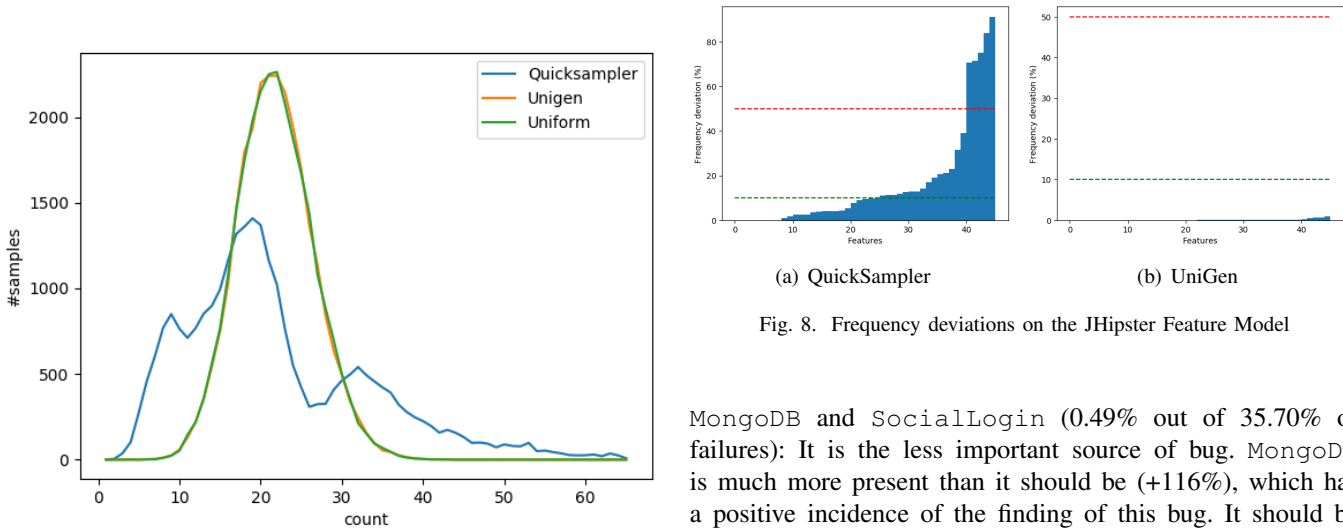 2000
1500
1000
500
0
#samples
0 10 20 30 40 50 60
count
Quicksampler
Unigen
Uniform
80
60
40
20
0
Frequency deviation (%)
0 10 20 30 40
Features
(a) QuickSampler
50
40
30
20
10
0
Frequency deviation (%)
0 10 20 30 40
Features
(b) UniGen
Fig. 8. Frequency deviations on the JHipster Feature Model
MongoDB and SocialLogin (0.49% out of 35.70% o
failures): It is the less important source of bug. MongoD
is much more present than it should be (+116%), which ha
a positive incidence of the finding of this bug. It should b